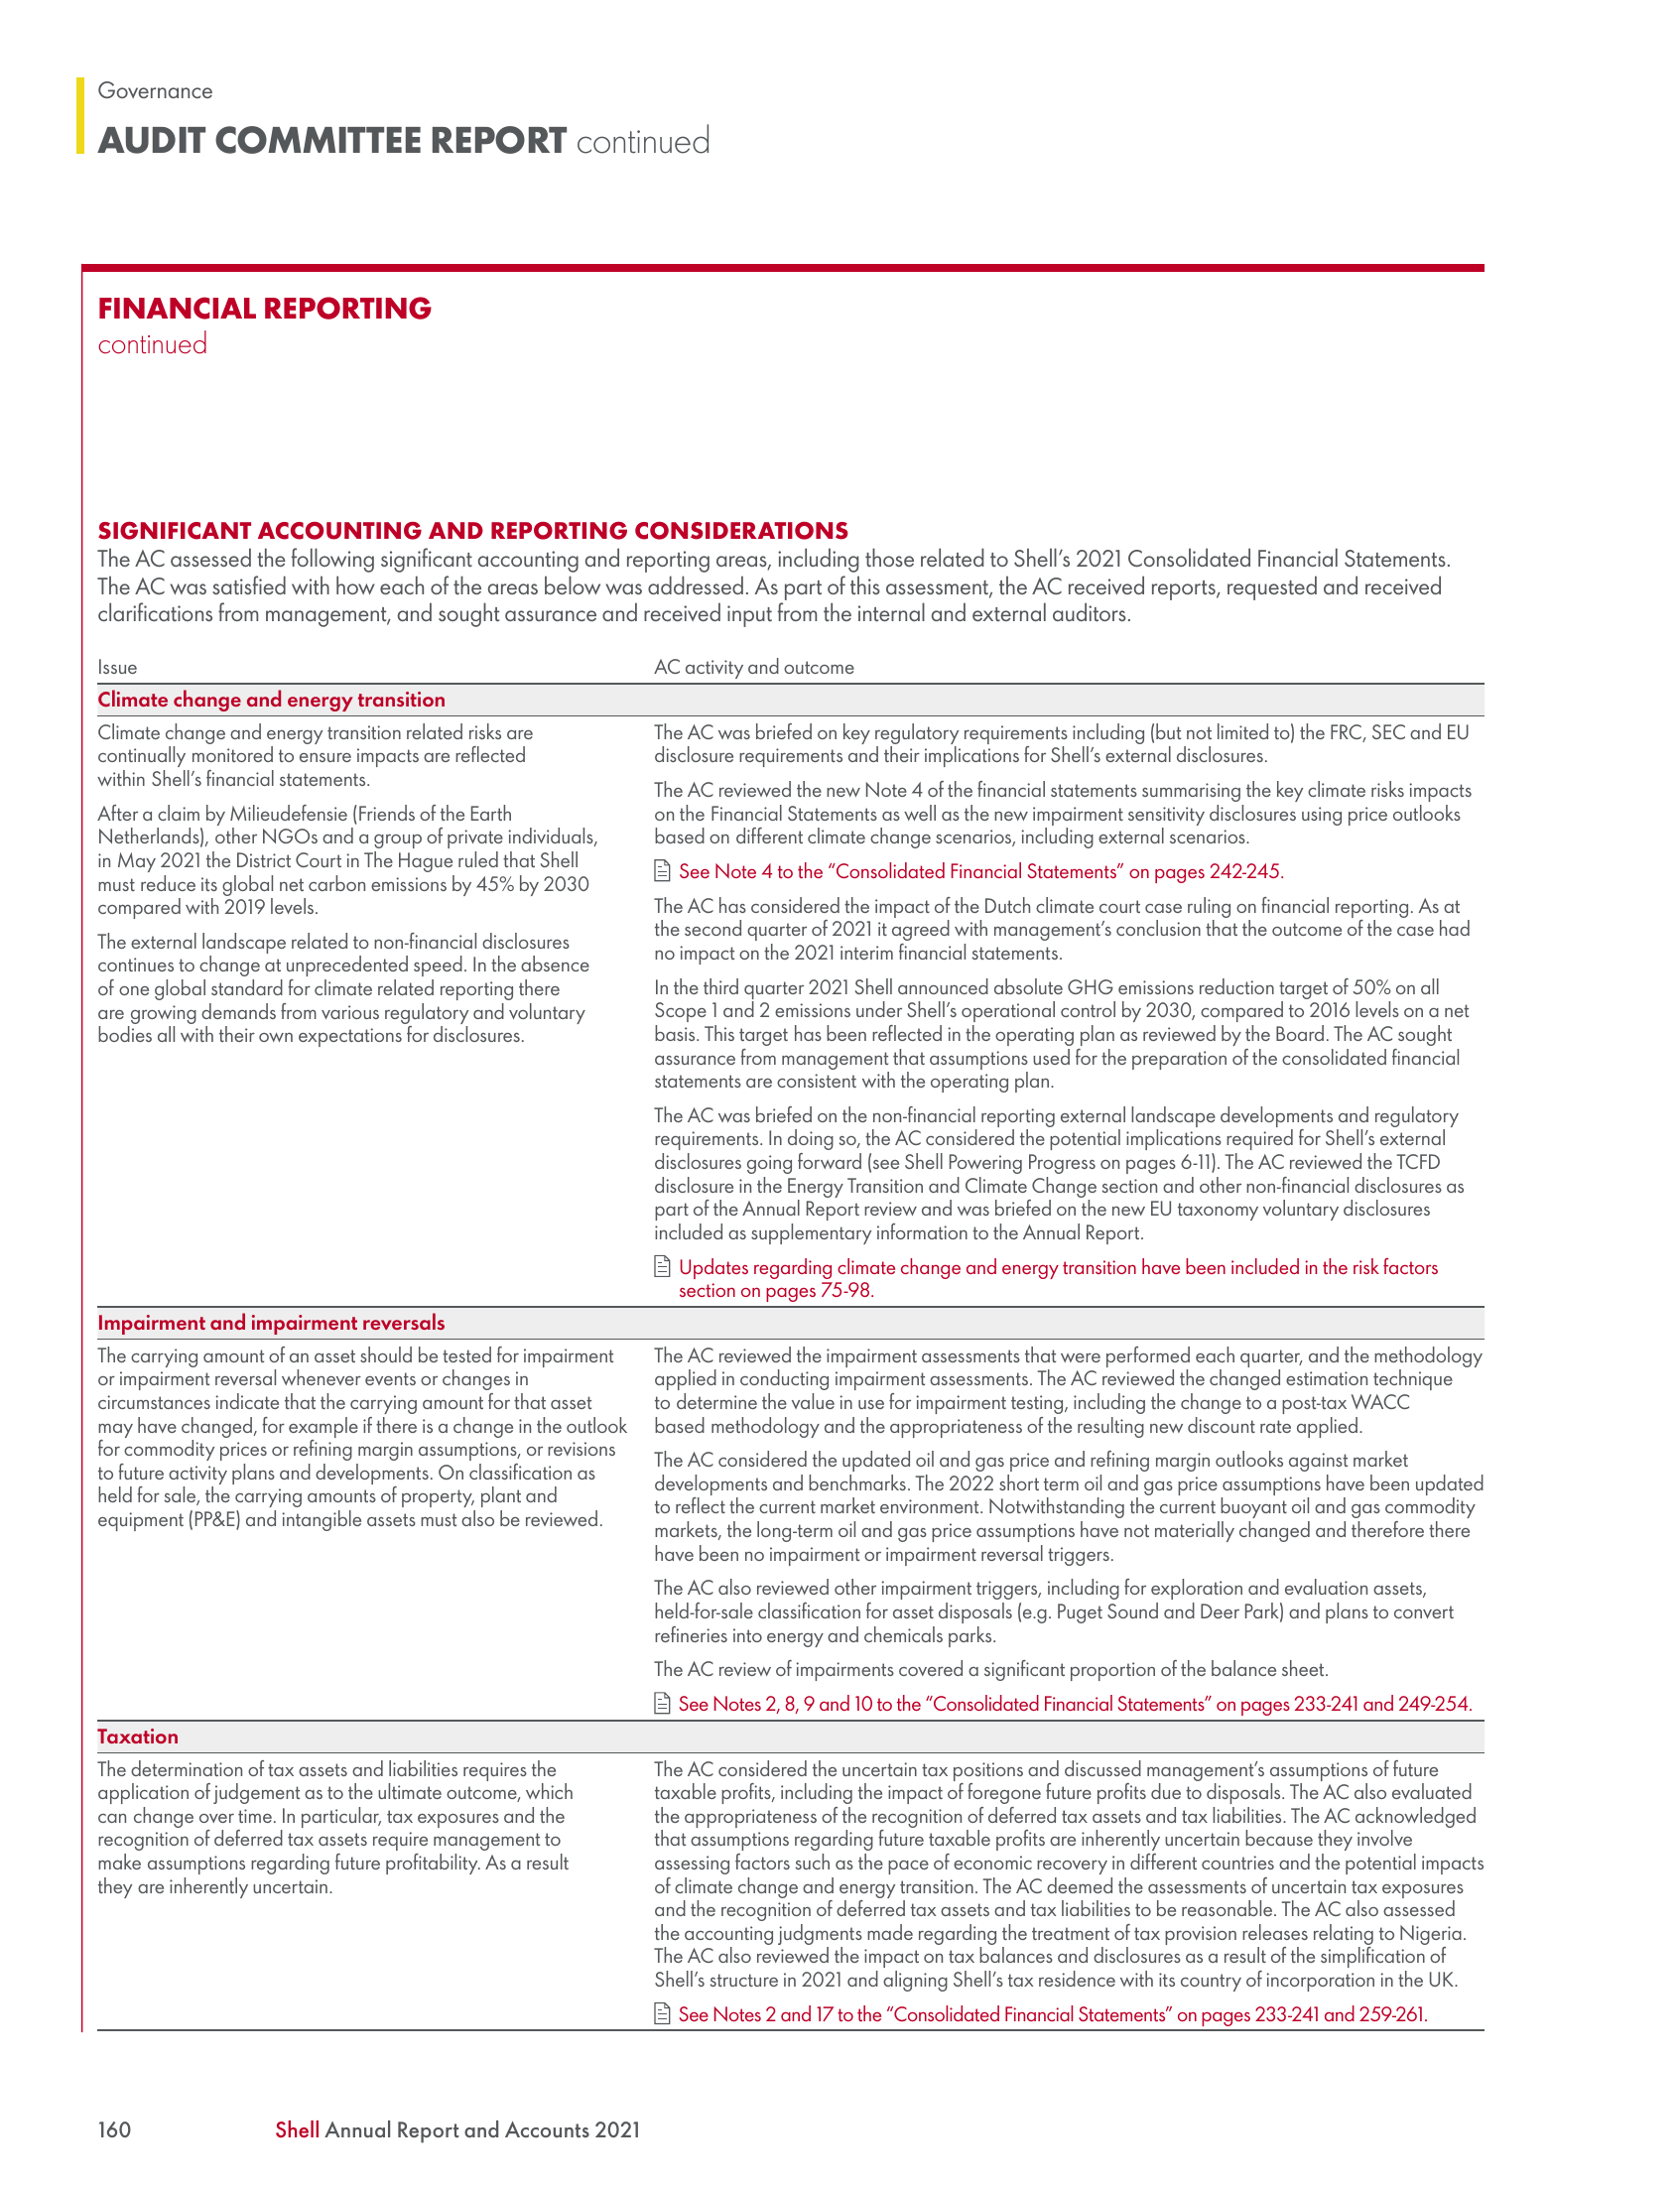 Governance
AUDIT COMMITTEE REPORT continued
FINANCIAL REPORTING
continued
SIGNIFICANT ACCOUNTING AND REPORTING CONSIDERATIONS
The AC assessed the following significant accounting and reporting areas, including those related to Shell’s 2021 Consolidated Financial Statements.
The AC was satisfied with how each of the areas below was addressed. As part of this assessment, the AC received reports, requested and received
clarifications from management, and sought assurance and received input from the internal and external auditors.
Issue
AC activity and outcome
Climate change and energy transition
Climate change and energy transition related risks are
continually monitored to ensure impacts are reflected
within Shell’s financial statements.
After a claim by Milieudefensie (Friends of the Earth
Netherlands), other NGOs and a group of private individuals,
in May 2021 the District Court in The Hague ruled that Shell
must reduce its global net carbon emissions by 45% by 2030
compared with 2019 levels.
The external landscape related to non-financial disclosures
continues to change at unprecedented speed. In the absence
of one global standard for climate related reporting there
are growing demands from various regulatory and voluntary
bodies all with their own expectations for disclosures.
The AC was briefed on key regulatory requirements including (but not limited to) the FRC, SEC and EU
disclosure requirements and their implications for Shell’s external disclosures.
The AC reviewed the new Note 4 of the financial statements summarising the key climate risks impacts
on the Financial Statements as well as the new impairment sensitivity disclosures using price outlooks
based on different climate change scenarios, including external scenarios.
See Note 4 to the “Consolidated Financial Statements” on pages 242-245.
The AC has considered the impact of the Dutch climate court case ruling on financial reporting. As at
the second quarter of 2021 it agreed with management’s conclusion that the outcome of the case had
no impact on the 2021 interim financial statements.
In the third quarter 2021 Shell announced absolute GHG emissions reduction target of 50% on all
Scope 1 and 2 emissions under Shell’s operational control by 2030, compared to 2016 levels on a net
basis. This target has been reflected in the operating plan as reviewed by the Board. The AC sought
assurance from management that assumptions used for the preparation of the consolidated financial
statements are consistent with the operating plan.
The AC was briefed on the non-financial reporting external landscape developments and regulatory
requirements. In doing so, the AC considered the potential implications required for Shell’s external
disclosures going forward (see Shell Powering Progress on pages 6-11). The AC reviewed the TCFD
disclosure in the Energy Transition and Climate Change section and other non-financial disclosures as
part of the Annual Report review and was briefed on the new EU taxonomy voluntary disclosures
included as supplementary information to the Annual Report.
Updates regarding climate change and energy transition have been included in the risk factors
section on pages 75-98.
Impairment and impairment reversals
The carrying amount of an asset should be tested for impairment
or impairment reversal whenever events or changes in
circumstances indicate that the carrying amount for that asset
may have changed, for example if there is a change in the outlook
for commodity prices or refining margin assumptions, or revisions
to future activity plans and developments. On classification as
held for sale, the carrying amounts of property, plant and
equipment (PP&E) and intangible assets must also be reviewed.
The AC reviewed the impairment assessments that were performed each quarter, and the methodology
applied in conducting impairment assessments. The AC reviewed the changed estimation technique
to determine the value in use for impairment testing, including the change to a post-tax WACC
based methodology and the appropriateness of the resulting new discount rate applied.
The AC considered the updated oil and gas price and refining margin outlooks against market
developments and benchmarks. The 2022 short term oil and gas price assumptions have been updated
to reflect the current market environment. Notwithstanding the current buoyant oil and gas commodity
markets, the long-term oil and gas price assumptions have not materially changed and therefore there
have been no impairment or impairment reversal triggers.
The AC also reviewed other impairment triggers, including for exploration and evaluation assets,
held-for-sale classification for asset disposals (e.g. Puget Sound and Deer Park) and plans to convert
refineries into energy and chemicals parks.
The AC review of impairments covered a significant proportion of the balance sheet.
See Notes 2, 8, 9 and 10 to the “Consolidated Financial Statements” on pages 233-241 and 249-254.
Taxation
The determination of tax assets and liabilities requires the
application of judgement as to the ultimate outcome, which
can change over time. In particular, tax exposures and the
recognition of deferred tax assets require management to
make assumptions regarding future profitability. As a result
they are inherently uncertain.
The AC considered the uncertain tax positions and discussed management’s assumptions of future
taxable profits, including the impact of foregone future profits due to disposals. The AC also evaluated
the appropriateness of the recognition of deferred tax assets and tax liabilities. The AC acknowledged
that assumptions regarding future taxable profits are inherently uncertain because they involve
assessing factors such as the pace of economic recovery in different countries and the potential impacts
of climate change and energy transition. The AC deemed the assessments of uncertain tax exposures
and the recognition of deferred tax assets and tax liabilities to be reasonable. The AC also assessed
the accounting judgments made regarding the treatment of tax provision releases relating to Nigeria.
The AC also reviewed the impact on tax balances and disclosures as a result of the simplification of
Shell’s structure in 2021 and aligning Shell’s tax residence with its country of incorporation in the UK.
See Notes 2 and 17 to the “Consolidated Financial Statements” on pages 233-241 and 259-261.
160
Shell Annual Report and Accounts 2021